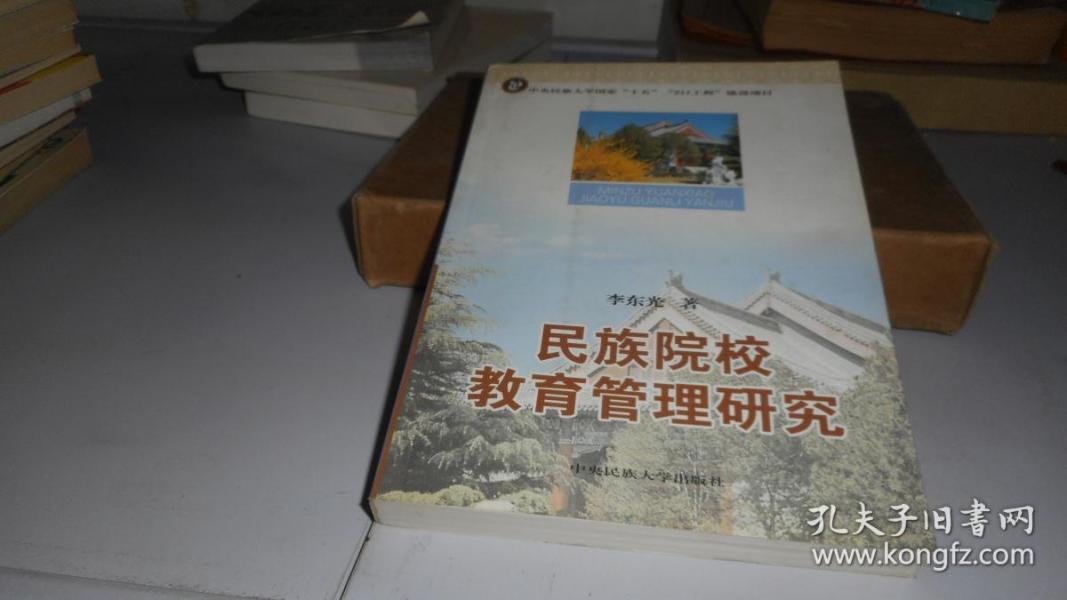 中央民族大学国家“十五”“211工程”建设项目
MINZU YUANXIAO
JIAOYU GUANLI YANJIU
李东光 著
民族院校
教育管理研究
中央民族大学出版社
孔夫子旧書网
www.kongfz.com